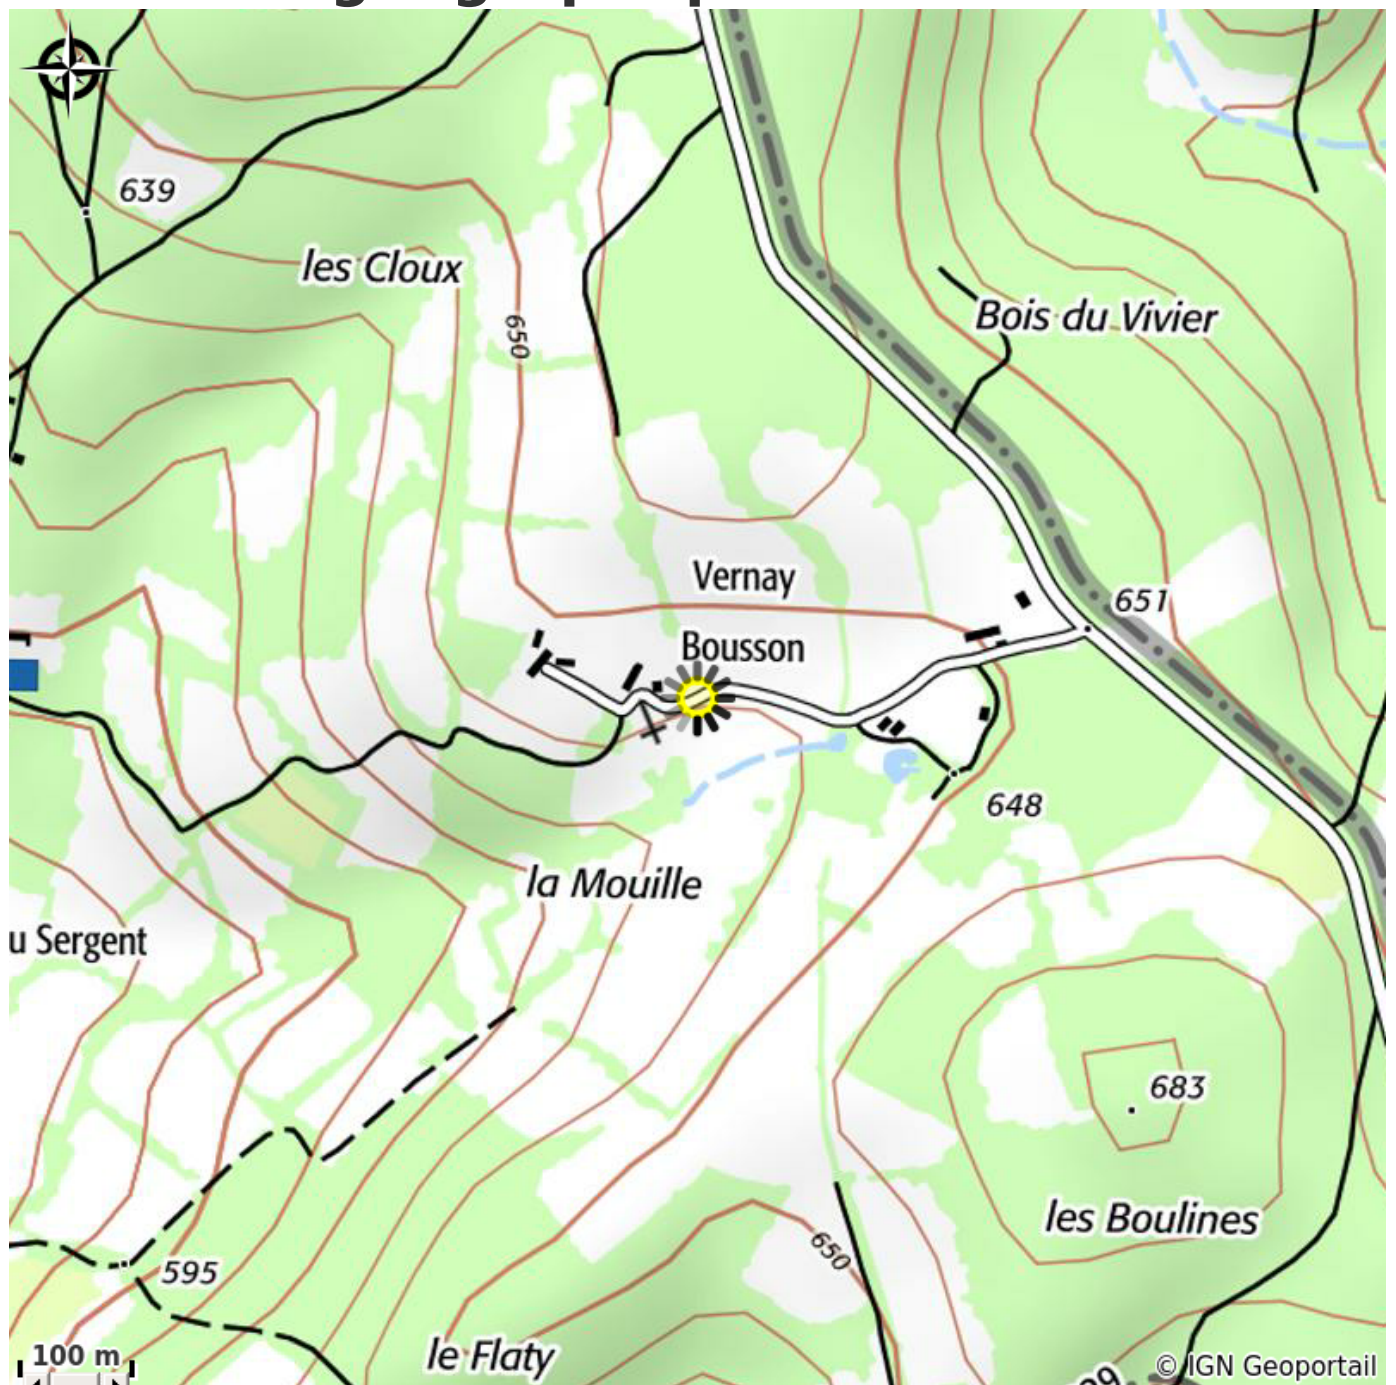 639
les Cloux
650
Bois du Vivier
Vernay
651
Bousson
648
la Mouille
u Sergent
683
les Boulines
650
595
le Flaty
100 m
© IGN Geoportail